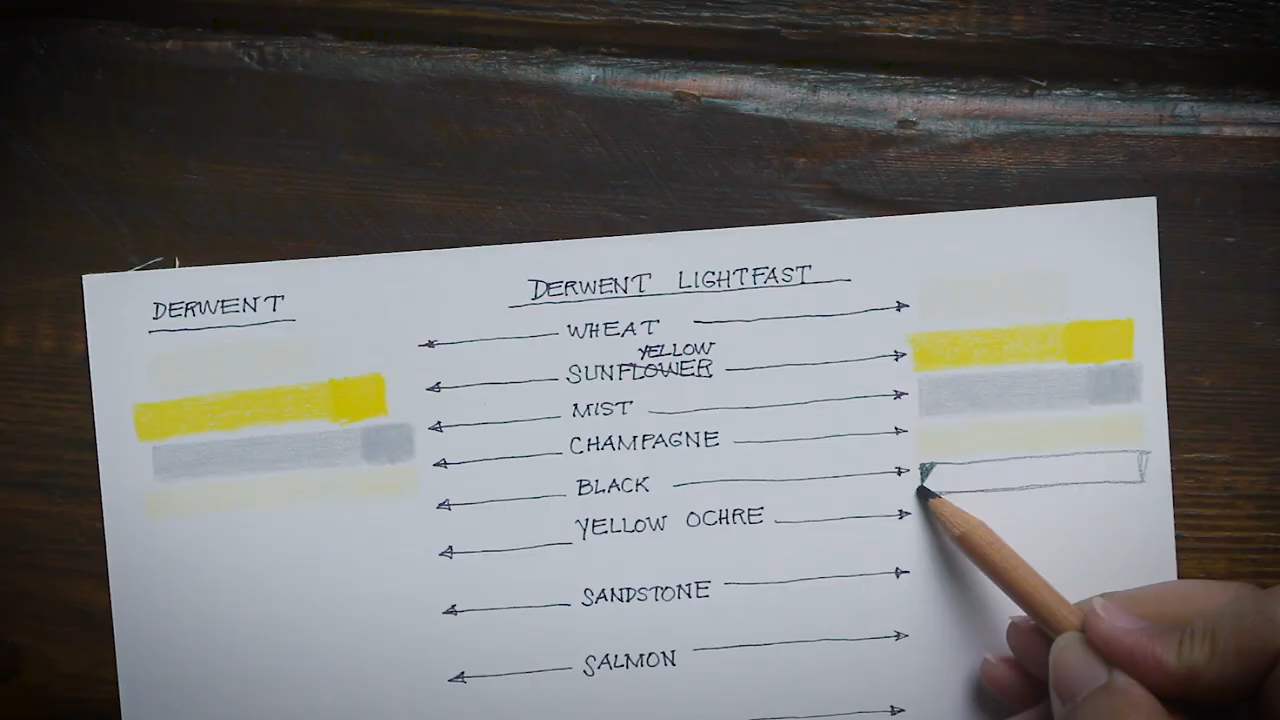 DERWENT
DERWENT LIGHTFAST
WHEAT
YELLOW
SUNFLOWER
MIST
CHAMPAGNE
BLACK
YELLOW OCHRE
SANDSTONE
SALMON